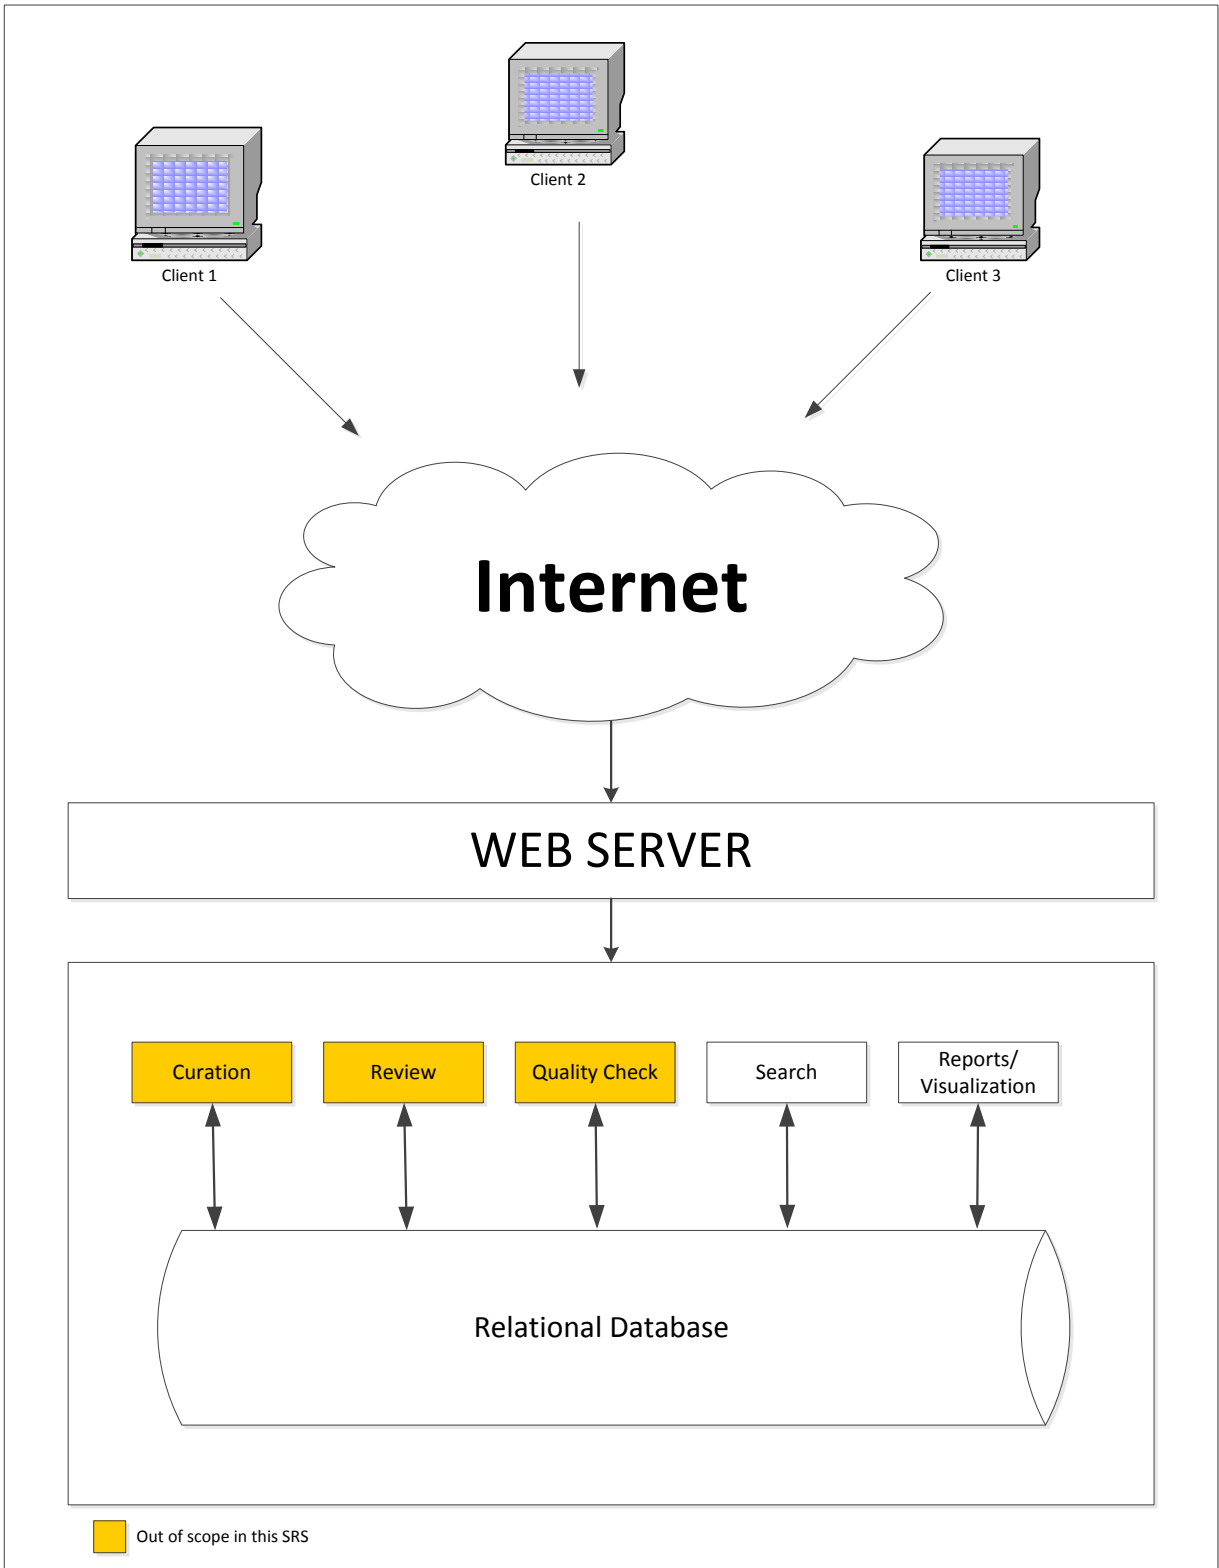 Client 2
Client 1
Client 3
Internet
WEB SERVER
Curation
Review
Quality Check
Search
Reports/
Visualization
Relational Database
Out of scope in this SRS